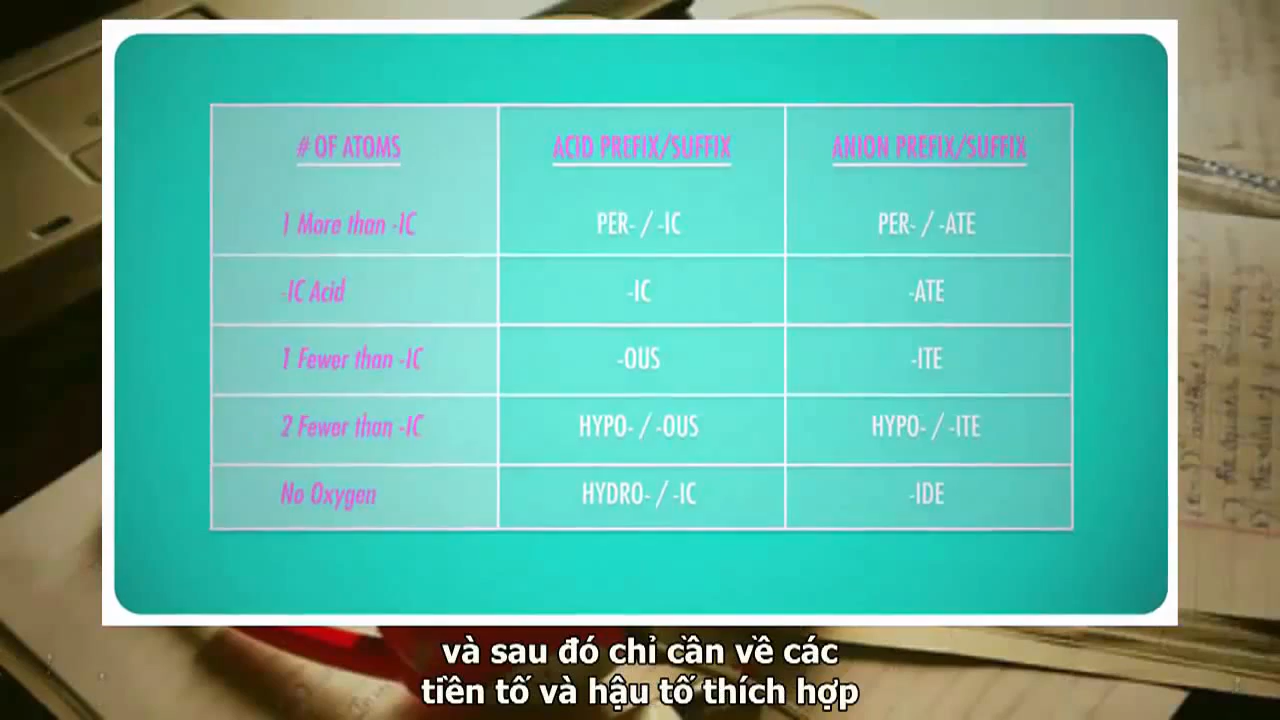 # OF ATOMS ACID PREFIX/SUFFIX ANION PREFIX/SUFFIX
1 More than -IC PER- / -IC PER- / -ATE
-IC Acid -IC -ATE
1 Fewer than -IC -OUS -ITE
2 Fewer than -IC HYPO- / -OUS HYPO- / -ITE
No Oxygen HYDRO- / -IC -IDE
và sau đó chỉ cần về các
tiền tố và hậu tố thích hợp